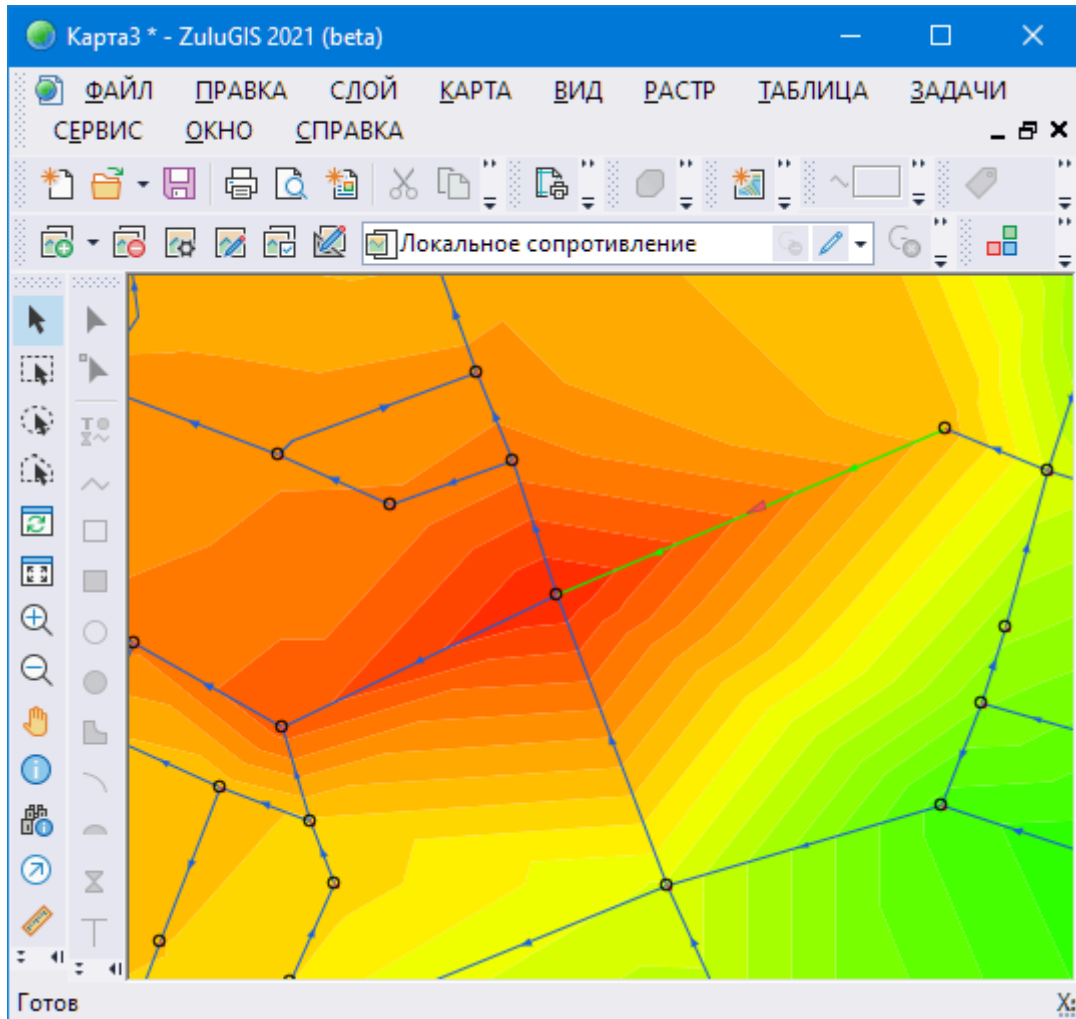 Карта3 * - ZuluGIS 2021 (beta)
ФАЙЛ ПРАВКА СЛОЙ КАРТА ВИД РАСТР ТАБЛИЦА ЗАДАЧИ
СЕРВИС ОКНО СПРАВКА
Локальное сопротивление
Готов X: